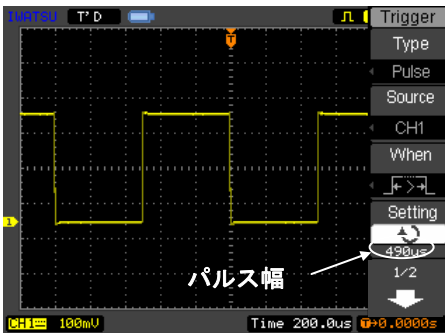 IWATSU T'D T Trigger
Type
Pulse
Source
CH1
When
Setting
490us
パルス幅
1/2
1
CH1 100mV Time 200.0us T→0.0000s